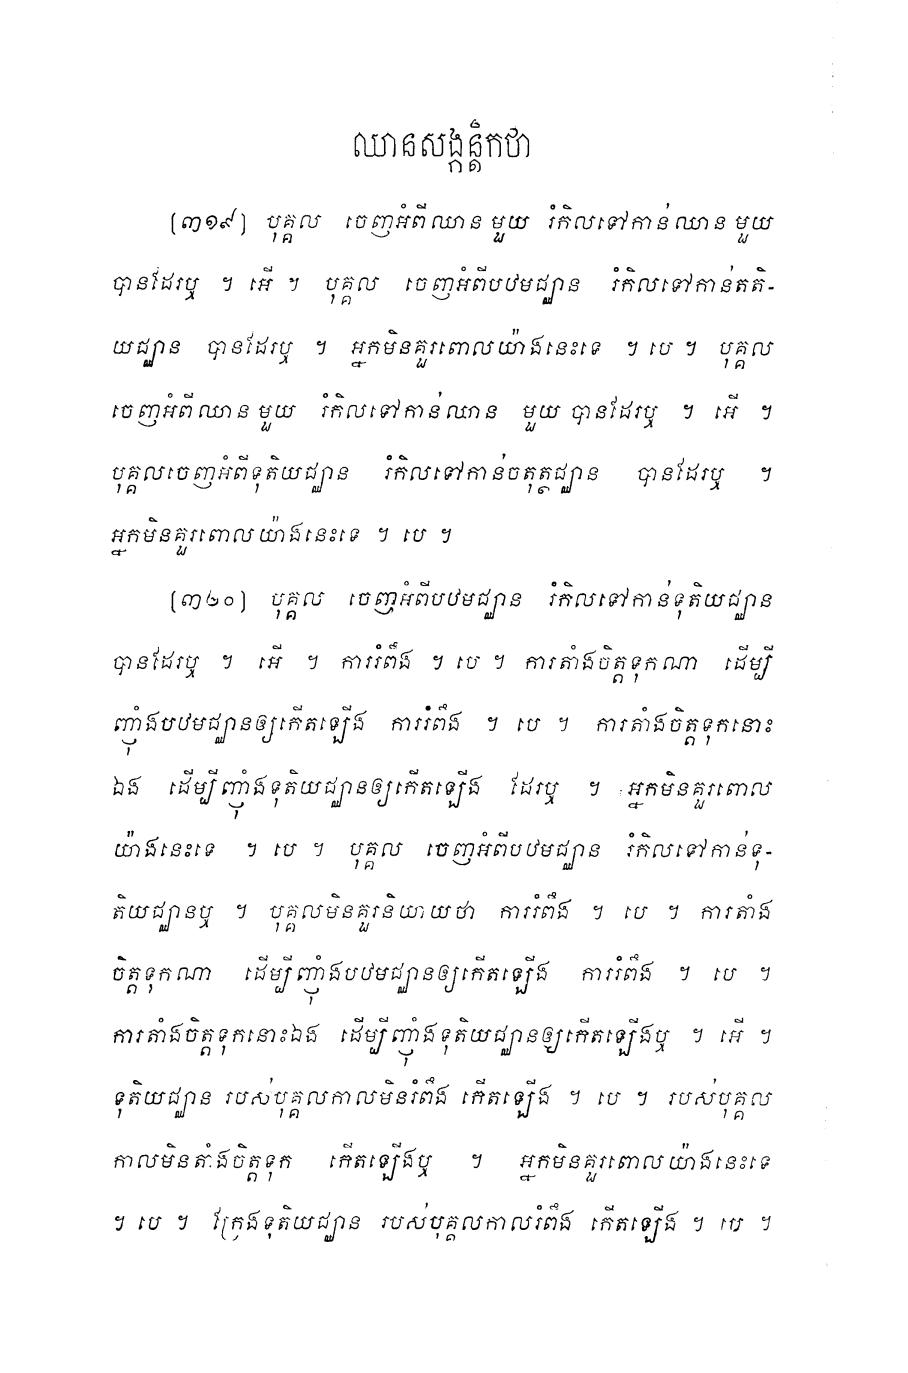 ឈានសង្កន្តិកថា
(៣១៩) បុគ្គល ចេញអំពីឈាន មួយ រំកិលទៅកាន់ឈាន មួយ
បានដែរឬ ។ អើ ។ បុគ្គល ចេញអំពីបឋមជ្ឈាន រំកិលទៅកាន់តតិ-
យជ្ឈាន បានដែរឬ ។ អ្នកមិនគួរពោលយ៉ាងនេះទេ ។ បេ ។ បុគ្គល
ចេញអំពីឈាន មួយ រំកិលទៅកាន់ឈាន មួយ បានដែរឬ ។ អើ ។
បុគ្គលចេញអំពីទុតិយជ្ឈាន រំកិលទៅកាន់ចតុត្ថជ្ឈាន បានដែរឬ ។
អ្នកមិនគួរពោលយ៉ាងនេះទេ ។ បេ ។
(៣២០) បុគ្គល ចេញអំពីបឋមជ្ឈាន រំកិលទៅកាន់ទុតិយជ្ឈាន
បានដែរឬ ។ អើ ។ ការរំពឹង ។ បេ ។ ការតាំងចិត្តទុកណា ដើម្បី
ញ៉ាំងបឋមជ្ឈានឲ្យកើតឡើង ការរំពឹង ។ បេ ។ ការតាំងចិត្តទុកនោះ
ឯង ដើម្បីញ៉ាំងទុតិយជ្ឈានឲ្យកើតឡើង ដែរឬ ។ អ្នកមិនគួរពោល
យ៉ាងនេះទេ ។ បេ ។ បុគ្គល ចេញអំពីបឋមជ្ឈាន រំកិលទៅកាន់ទុ-
តិយជ្ឈានឬ ។ បុគ្គលមិនគួរនិយាយថា ការរំពឹង ។ បេ ។ ការតាំង
ចិត្តទុកណា ដើម្បីញ៉ាំងបឋមជ្ឈានឲ្យកើតឡើង ការរំពឹង ។ បេ ។
ការតាំងចិត្តទុកនោះឯង ដើម្បីញ៉ាំងទុតិយជ្ឈានឲ្យកើតឡើងឬ ។ អើ ។
ទុតិយជ្ឈាន របស់បុគ្គលកាលមិនរំពឹង កើតឡើង ។ បេ ។ របស់បុគ្គល
កាលមិនតាំងចិត្តទុក កើតឡើងឬ ។ អ្នកមិនគួរពោលយ៉ាងនេះទេ
។ បេ ។ ក្រែងទុតិយជ្ឈាន របស់បុគ្គលកាលរំពឹង កើតឡើង ។ បេ ។